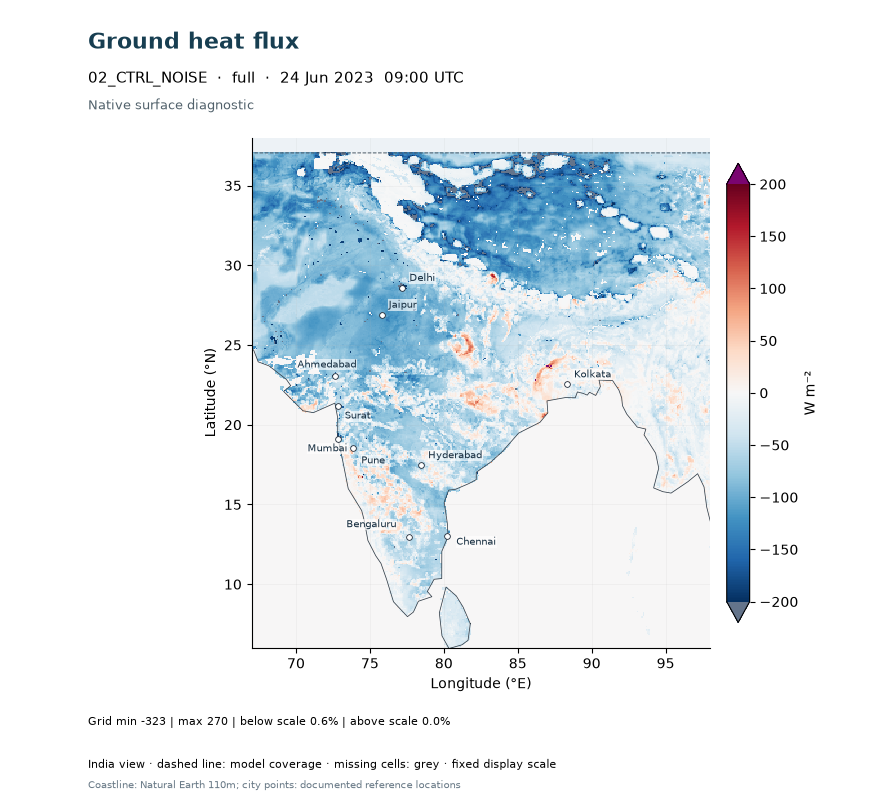 Ground heat flux
02_CTRL_NOISE · full · 24 Jun 2023 09:00 UTC
Native surface diagnostic
35
30
25
20
15
10
Latitude (°N)
70
75
80
85
90
95
Longitude (°E)
Delhi
Jaipur
Ahmedabad
Kolkata
Surat
Mumbai
Pune
Hyderabad
Bengaluru
Chennai
200
150
100
50
0
−50
−100
−150
−200
W m⁻²
Grid min -323 | max 270 | below scale 0.6% | above scale 0.0%
India view · dashed line: model coverage · missing cells: grey · fixed display scale
Coastline: Natural Earth 110m; city points: documented reference locations